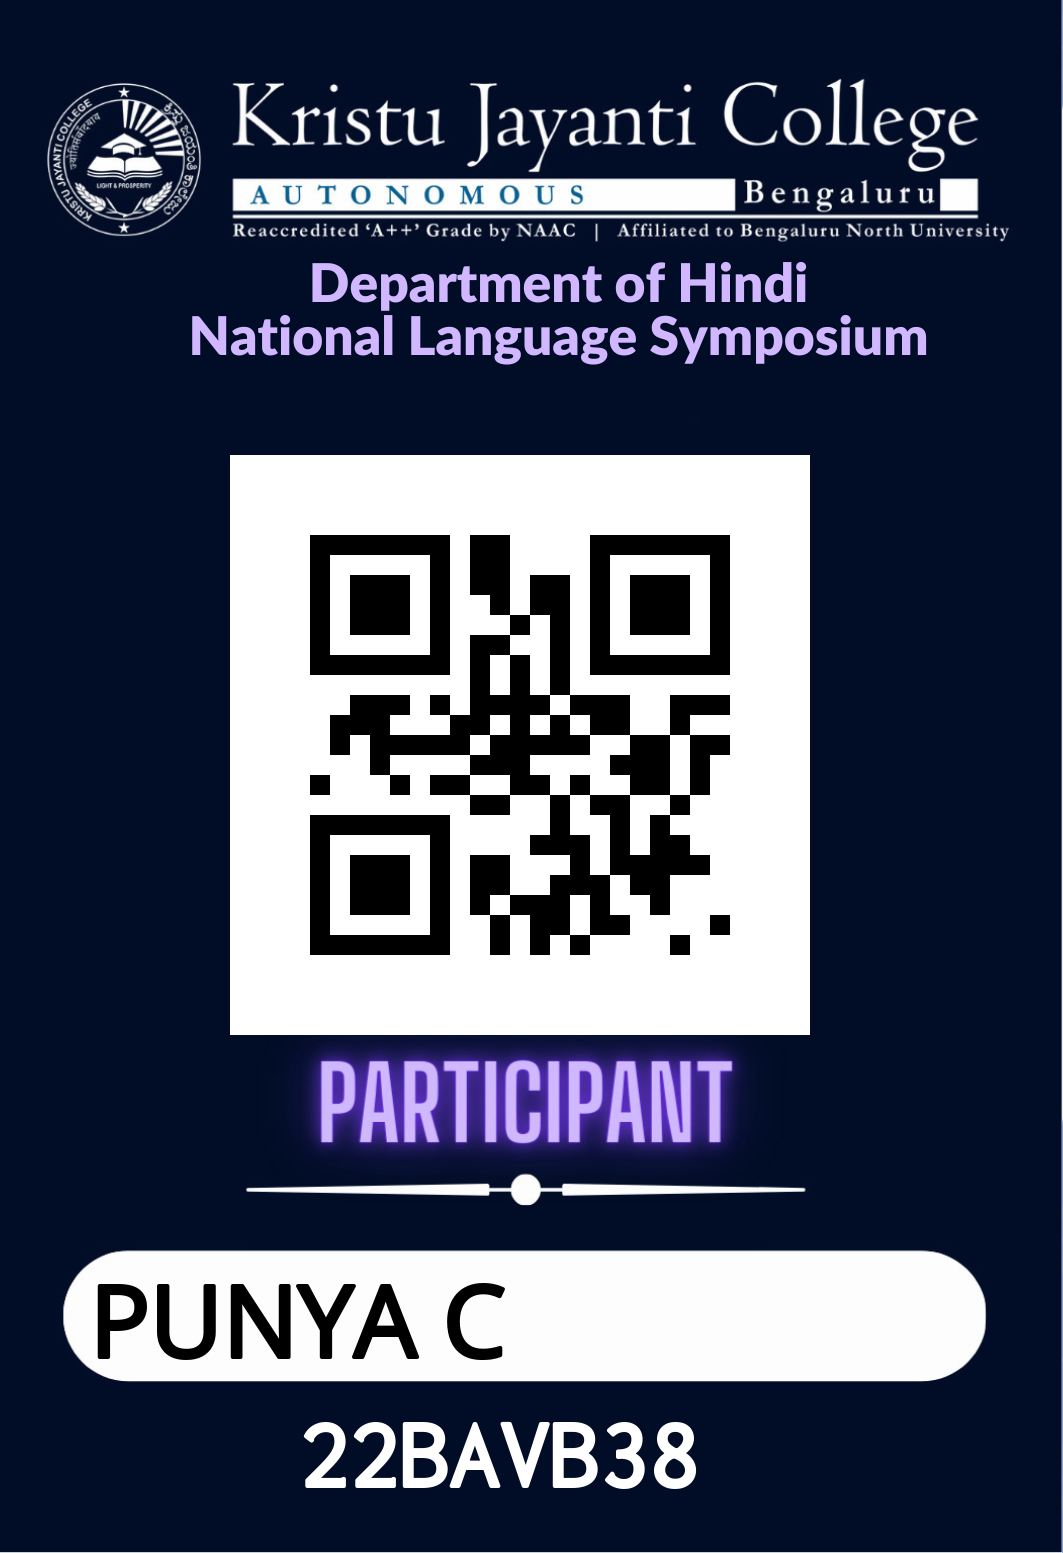 KRISTU JAYANTI COLLEGE
ज्योतिसमृद्धियाच
LIGHT & PROSPERITY
Kristu Jayanti College
AUTONOMOUS Bengaluru
Reaccredited ‘A++’ Grade by NAAC | Affiliated to Bengaluru North University
Department of Hindi
National Language Symposium
PARTICIPANT
PUNYA C
22BAVB38